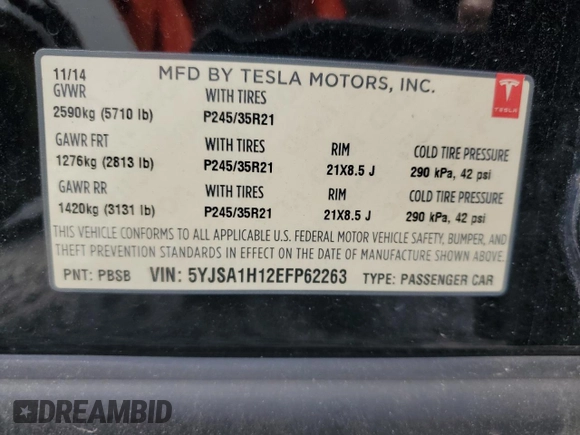 11/14 MFD BY TESLA MOTORS, INC.
GVWR WITH TIRES
2590kg (5710 lb) P245/35R21
TESLA
GAWR FRT WITH TIRES RIM COLD TIRE PRESSURE
1276kg (2813 lb) P245/35R21 21X8.5 J 290 kPa, 42 psi
GAWR RR WITH TIRES RIM COLD TIRE PRESSURE
1420kg (3131 lb) P245/35R21 21X8.5 J 290 kPa, 42 psi
THIS VEHICLE CONFORMS TO ALL APPLICABLE U.S. FEDERAL MOTOR VEHICLE SAFETY, BUMPER, AND
THEFT PREVENTION STANDARDS IN EFFECT ON THE DATE OF MANUFACTURE SHOWN ABOVE.
PNT: PBSB VIN: 5YJSA1H12EFP62263 TYPE: PASSENGER CAR
DREAMBID